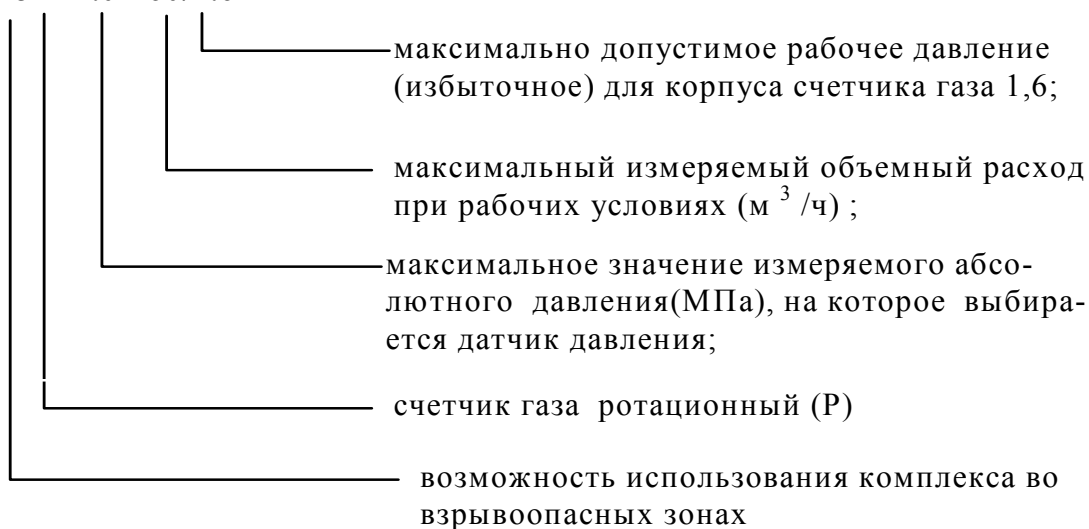 максимально допустимое рабочее давление
(избыточное) для корпуса счетчика газа 1,6;
максимальный измеряемый объемный расход
при рабочих условиях (м ³ /ч) ;
максимальное значение измеряемого абсо-
лютного давления(МПа), на которое выбира-
ется датчик давления;
счетчик газа ротационный (Р)
возможность использования комплекса во
взрывоопасных зонах